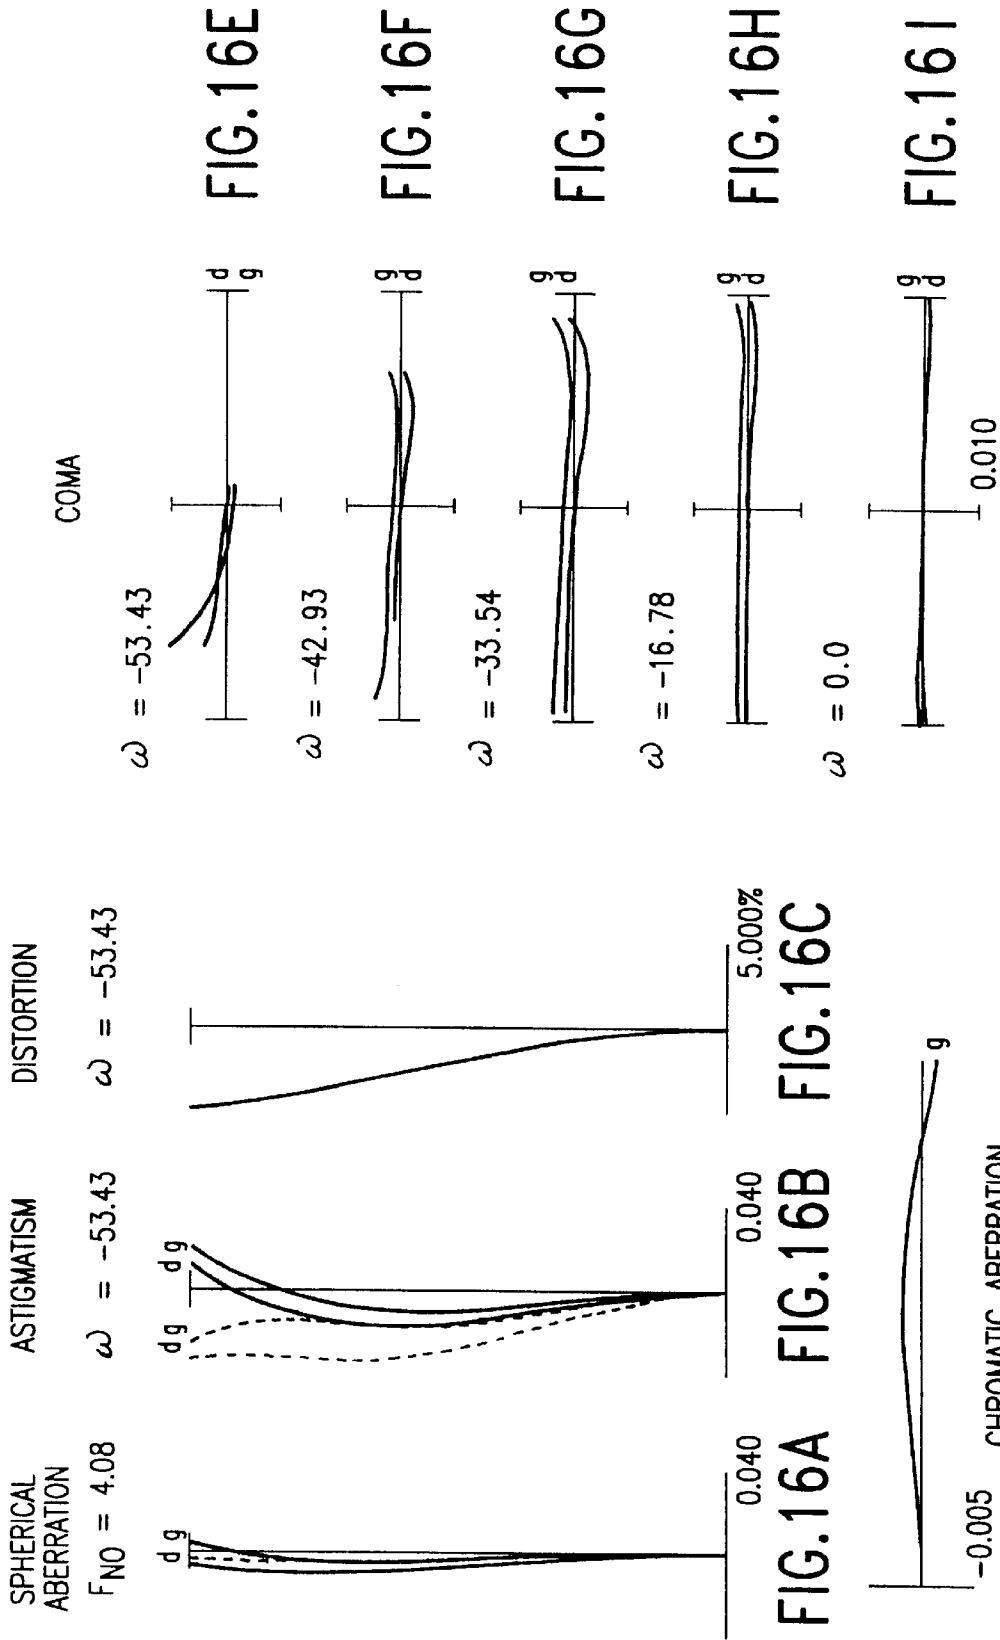 SPHERICAL
ABERRATION
F_NO = 4.08
d g
0.040
FIG.16A
ASTIGMATISM
ω = -53.43
d g
d g
0.040
FIG.16B
DISTORTION
ω = -53.43
5.000%
FIG.16C
-0.005
CHROMATIC ABERRATION
g
COMA
ω = -53.43
d
g
FIG.16E
ω = -42.93
g
d
FIG.16F
ω = -33.54
g
d
FIG.16G
ω = -16.78
g
d
FIG.16H
ω = 0.0
g
d
0.010
FIG.16I